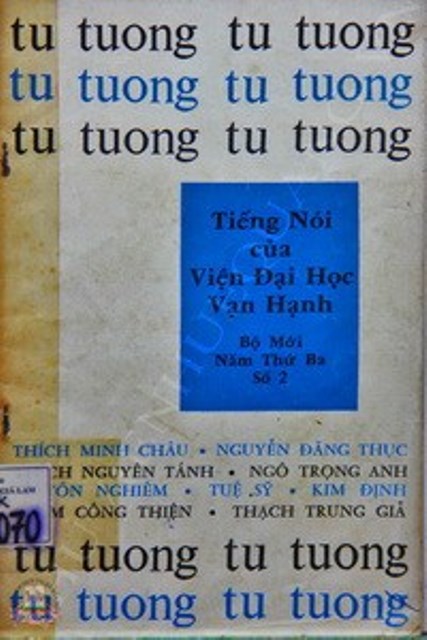 tu tuong tu tuong
tu tuong tu tuong
tu tuong tu tuong
Tiếng Nói
của
Viện Đại Học
Vạn Hạnh
Bộ Mới
Năm Thứ Ba
Số 2
THÍCH MINH CHÂU • NGUYỄN ĐĂNG THỤC
NGUYÊN TÁNH • NGÔ TRỌNG ANH
TÔN NGHIÊM • TUỆ SỸ • KIM ĐỊNH
CÔNG THIỆN • THẠCH TRUNG GIẢ
070
tu tuong tu tuong
tu tuong tu tuong